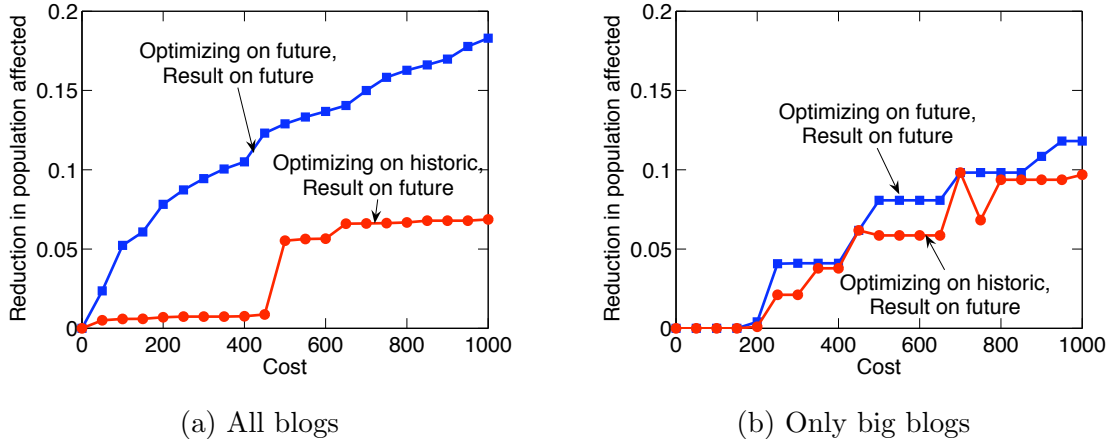 Reduction in population affected
0.2
0.15
0.1
0.05
0
Optimizing on future,
Result on future
Optimizing on historic,
Result on future
0 200 400 600 800 1000
Cost
(a) All blogs
Reduction in population affected
0.2
0.15
0.1
0.05
0
Optimizing on future,
Result on future
Optimizing on historic,
Result on future
0 200 400 600 800 1000
Cost
(b) Only big blogs